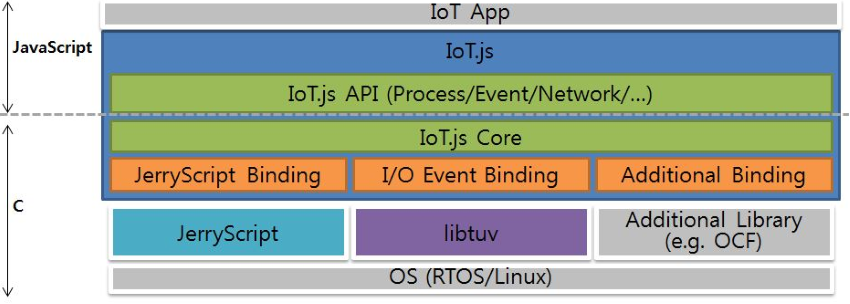 IoT App
JavaScript
IoT.js
IoT.js API (Process/Event/Network/...)
IoT.js Core
JerryScript Binding
I/O Event Binding
Additional Binding
C
JerryScript
libtuv
Additional Library
(e.g. OCF)
OS (RTOS/Linux)